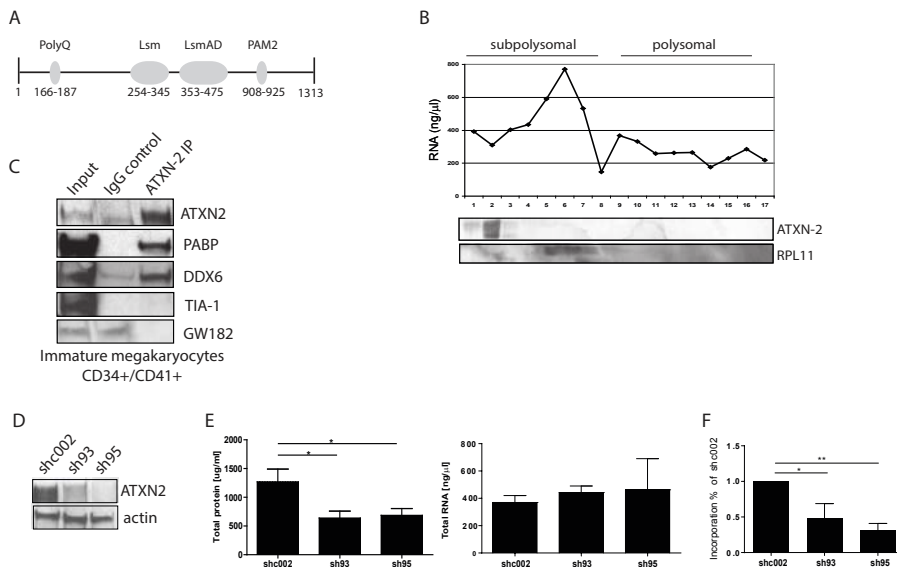 A
PolyQ Lsm LsmAD PAM2
1 166-187 254-345 353-475 908-925 1313
B
subpolysomal polysomal
RNA (ng/µl)
800
600
400
200
0
1 2 3 4 5 6 7 8 9 10 11 12 13 14 15 16 17
ATXN-2
RPL11
C
Input IgG control ATXN-2 IP
ATXN2
PABP
DDX6
TIA-1
GW182
Immature megakaryocytes
CD34+/CD41+
D
shc002 sh93 sh95
ATXN2
actin
E
Total protein [ug/ml]
2000
1500
1000
500
0
*
*
shc002 sh93 sh95
Total RNA [ng/µl]
800
600
400
200
0
shc002 sh93 sh95
F
Incorporation % of shc002
1.5
1.0
0.5
0.0
**
*
shc002 sh93 sh95